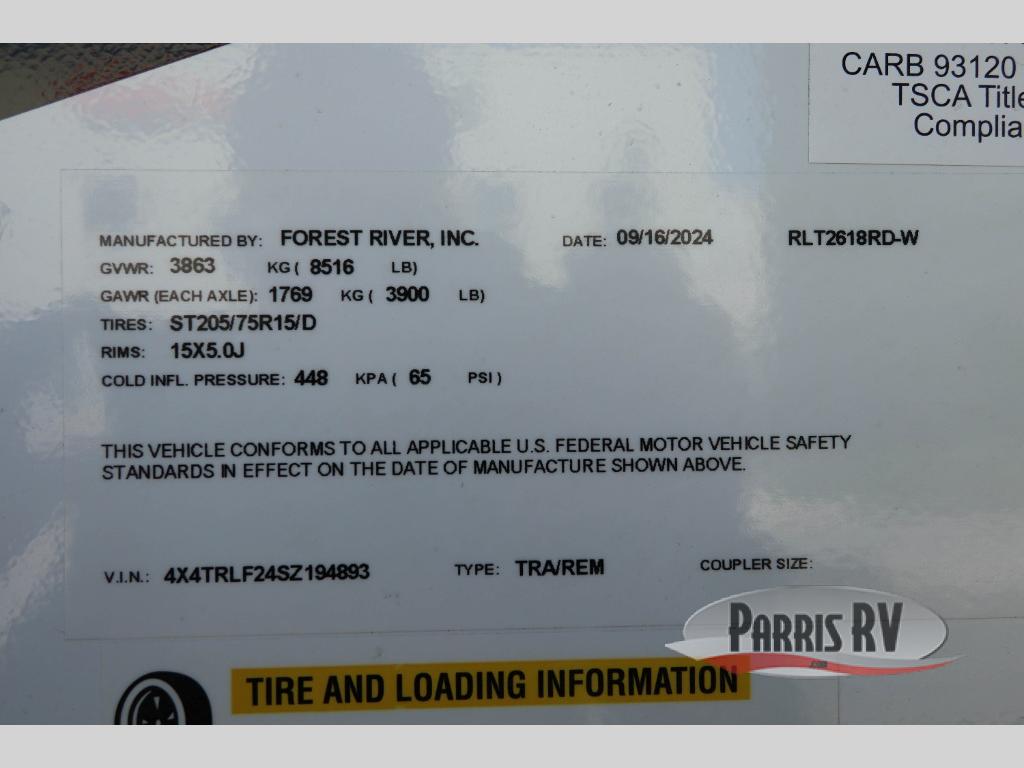 CARB 93120
TSCA Title
Complia
MANUFACTURED BY: FOREST RIVER, INC. DATE: 09/16/2024 RLT2618RD-W
GVWR: 3863 KG ( 8516 LB)
GAWR (EACH AXLE): 1769 KG ( 3900 LB)
TIRES: ST205/75R15/D
RIMS: 15X5.0J
COLD INFL. PRESSURE: 448 KPA ( 65 PSI )
THIS VEHICLE CONFORMS TO ALL APPLICABLE U.S. FEDERAL MOTOR VEHICLE SAFETY
STANDARDS IN EFFECT ON THE DATE OF MANUFACTURE SHOWN ABOVE.
V.I.N.: 4X4TRLF24SZ194893 TYPE: TRA/REM COUPLER SIZE:
PARRIS RV
.com
TIRE AND LOADING INFORMATION